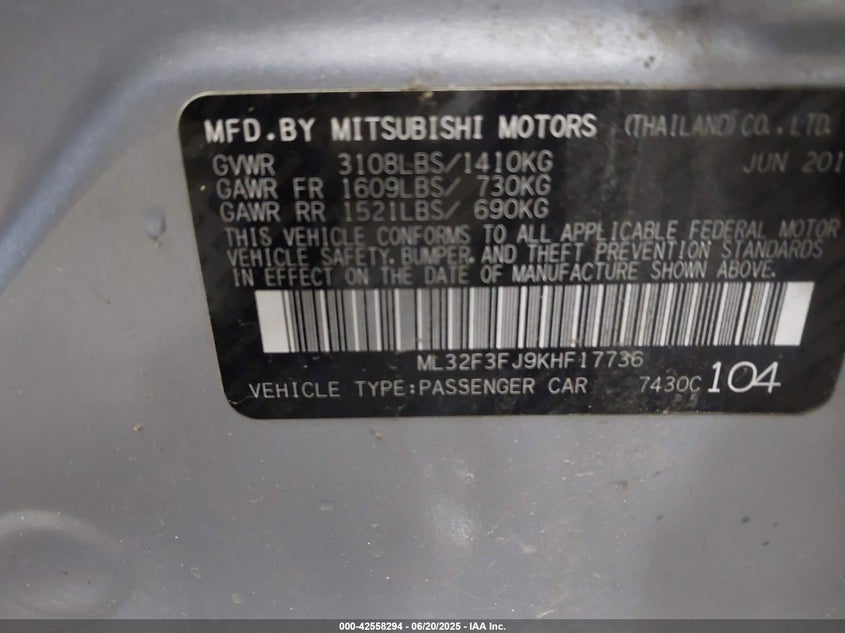 MFD.BY MITSUBISHI MOTORS (THAILAND) CO.,LTD.
GVWR 3108LBS/1410KG JUN 201
GAWR FR 1609LBS/ 730KG
GAWR RR 1521LBS/ 690KG
THIS VEHICLE CONFORMS TO ALL APPLICABLE FEDERAL MOTOR
VEHICLE SAFETY, BUMPER, AND THEFT PREVENTION STANDARDS
IN EFFECT ON THE DATE OF MANUFACTURE SHOWN ABOVE.
ML32F3FJ9KHF17736
VEHICLE TYPE:PASSENGER CAR 7430C 104
000-42558294 - 06/20/2025 - IAA Inc.